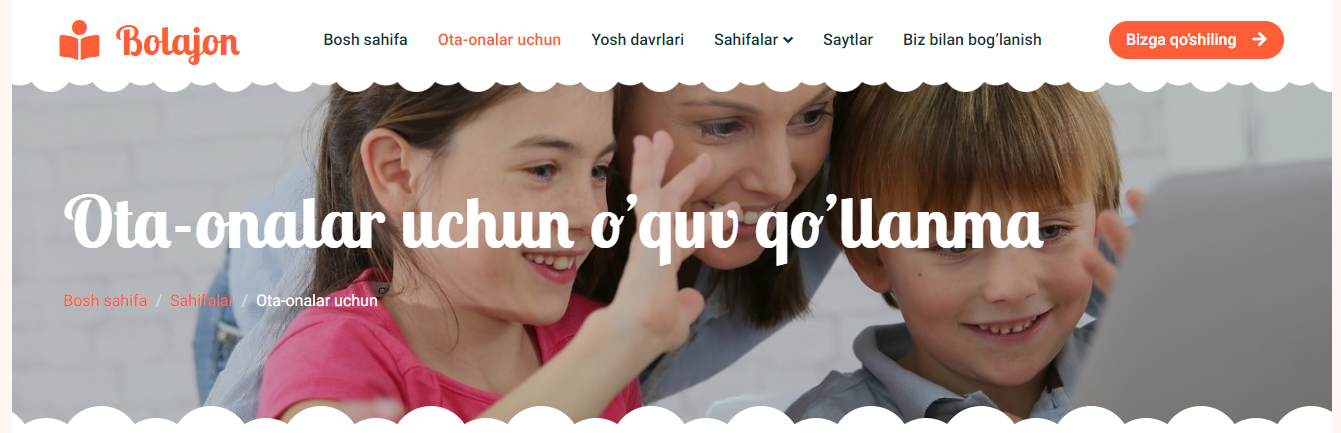 Bolajon
Bosh sahifa Ota-onalar uchun Yosh davrlari Sahifalar Saytlar Biz bilan bog’lanish Bizga qo’shiling
Ota-onalar uchun o’quv qo’llanma
Bosh sahifa / Sahifalar / Ota-onalar uchun